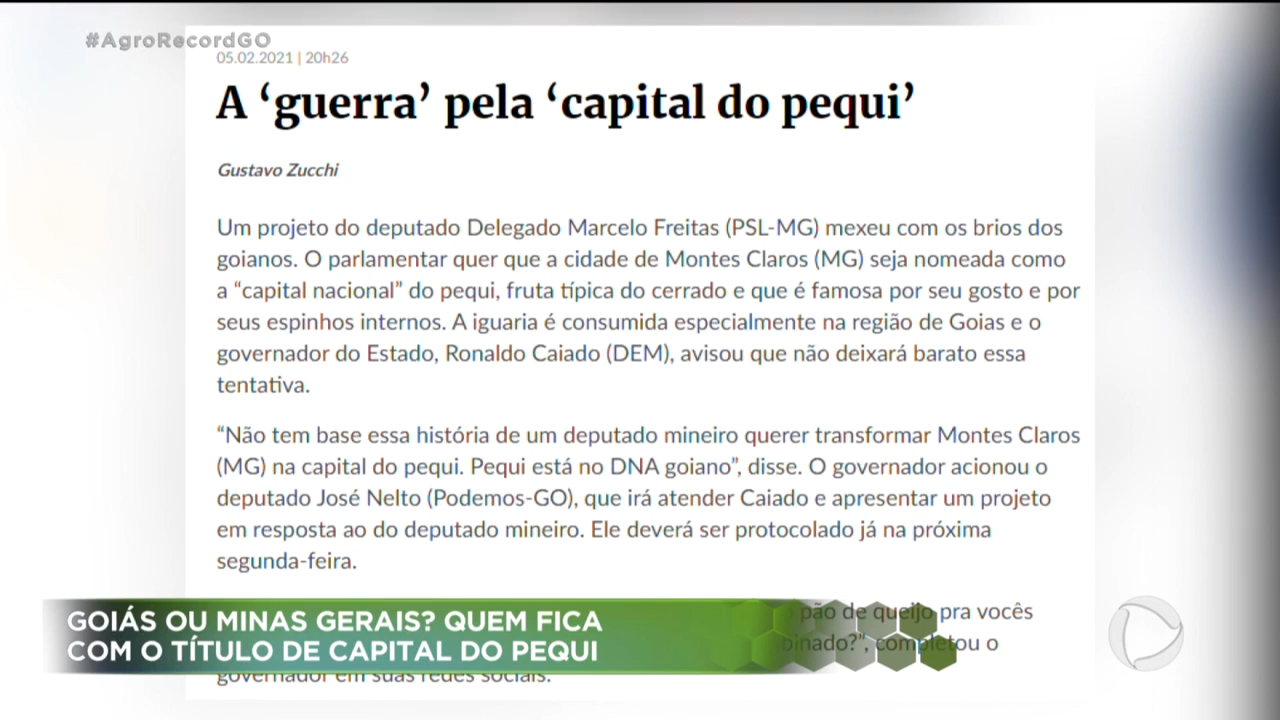 #AgroRecordGO
05.02.2021 | 20h26
A ‘guerra’ pela ‘capital do pequi’
Gustavo Zucchi
Um projeto do deputado Delegado Marcelo Freitas (PSL-MG) mexeu com os brios dos
goianos. O parlamentar quer que a cidade de Montes Claros (MG) seja nomeada como
a “capital nacional” do pequi, fruta típica do cerrado e que é famosa por seu gosto e por
seus espinhos internos. A iguaria é consumida especialmente na região de Goias e o
governador do Estado, Ronaldo Caiado (DEM), avisou que não deixará barato essa
tentativa.
“Não tem base essa história de um deputado mineiro querer transformar Montes Claros
(MG) na capital do pequi. Pequi está no DNA goiano”, disse. O governador acionou o
deputado José Nelto (Podemos-GO), que irá atender Caiado e apresentar um projeto
em resposta ao do deputado mineiro. Ele deverá ser protocolado já na próxima
segunda-feira.
pão de queijo pra vocês
completou o
governador em suas redes sociais.
GOIÁS OU MINAS GERAIS? QUEM FICA
COM O TÍTULO DE CAPITAL DO PEQUI